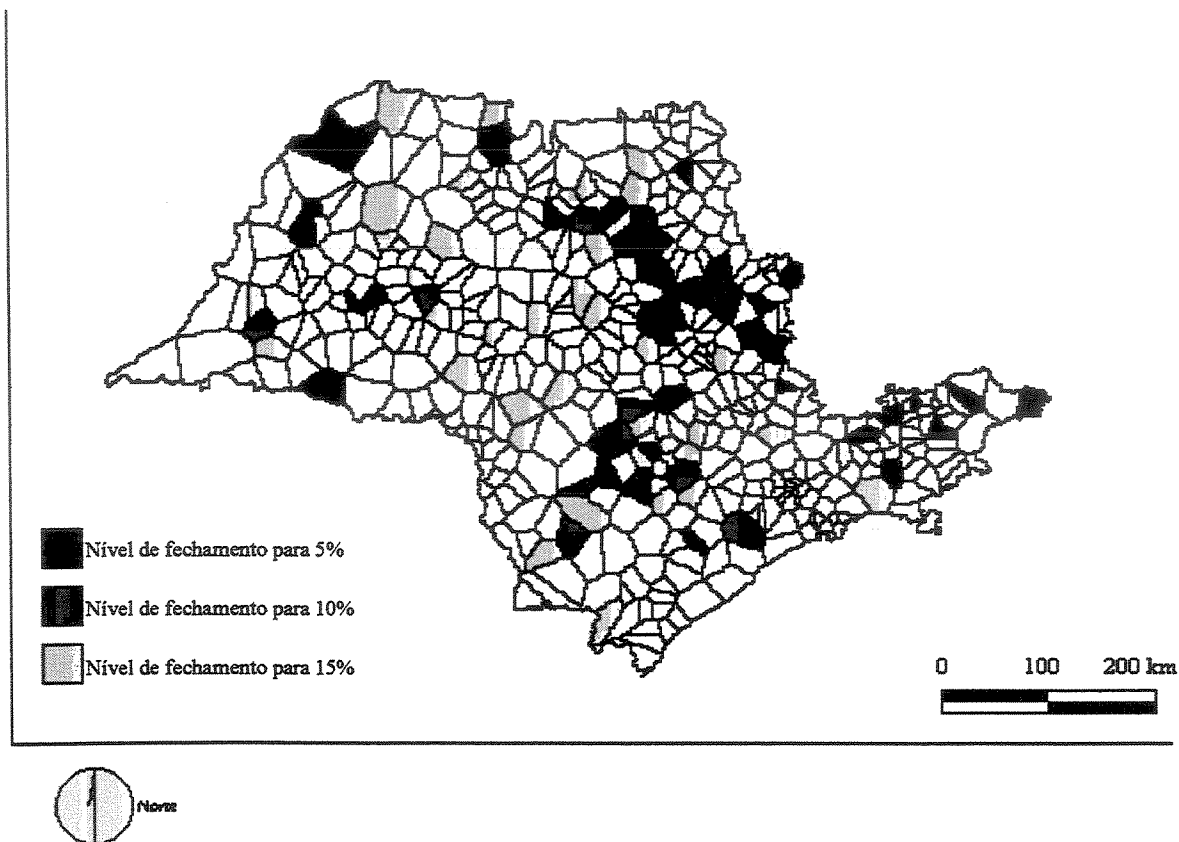 Nível de fechamento para 5%
Nível de fechamento para 10%
Nível de fechamento para 15%
0 100 200 km
Norte